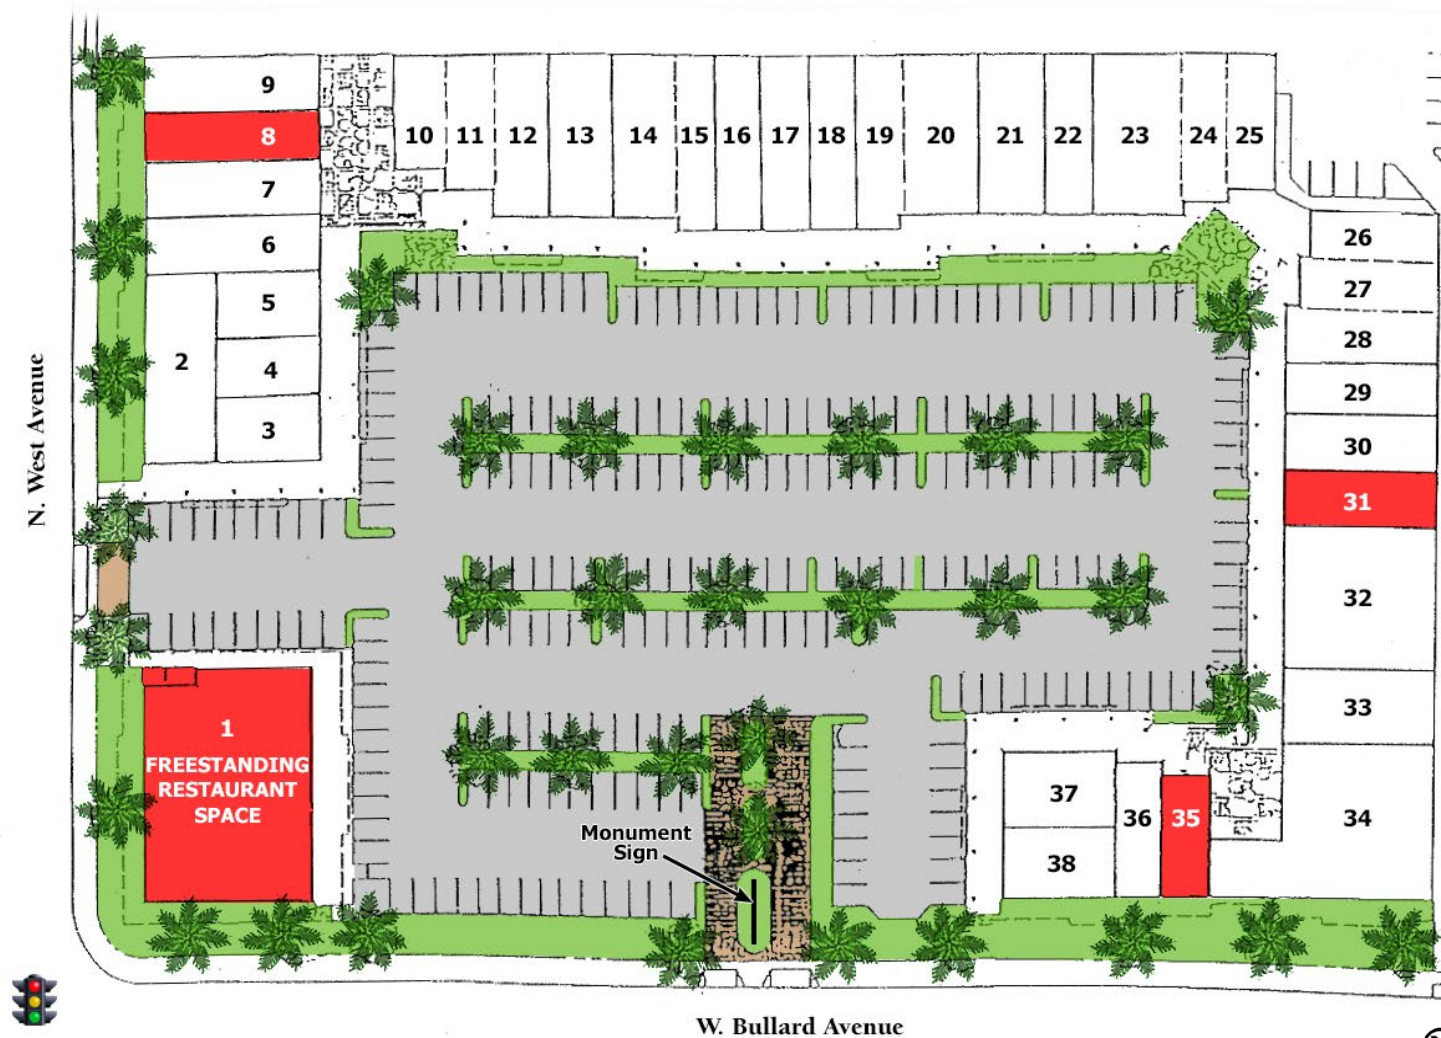 9
8
10 11 12 13 14 15 16 17 18 19 20 21 22 23 24 25
7
6
26
27
5
28
2
4
29
3
30
31
N. West Avenue
32
33
1
FREESTANDING
RESTAURANT
SPACE
37
36
35
34
38
Monument
Sign
W. Bullard Avenue